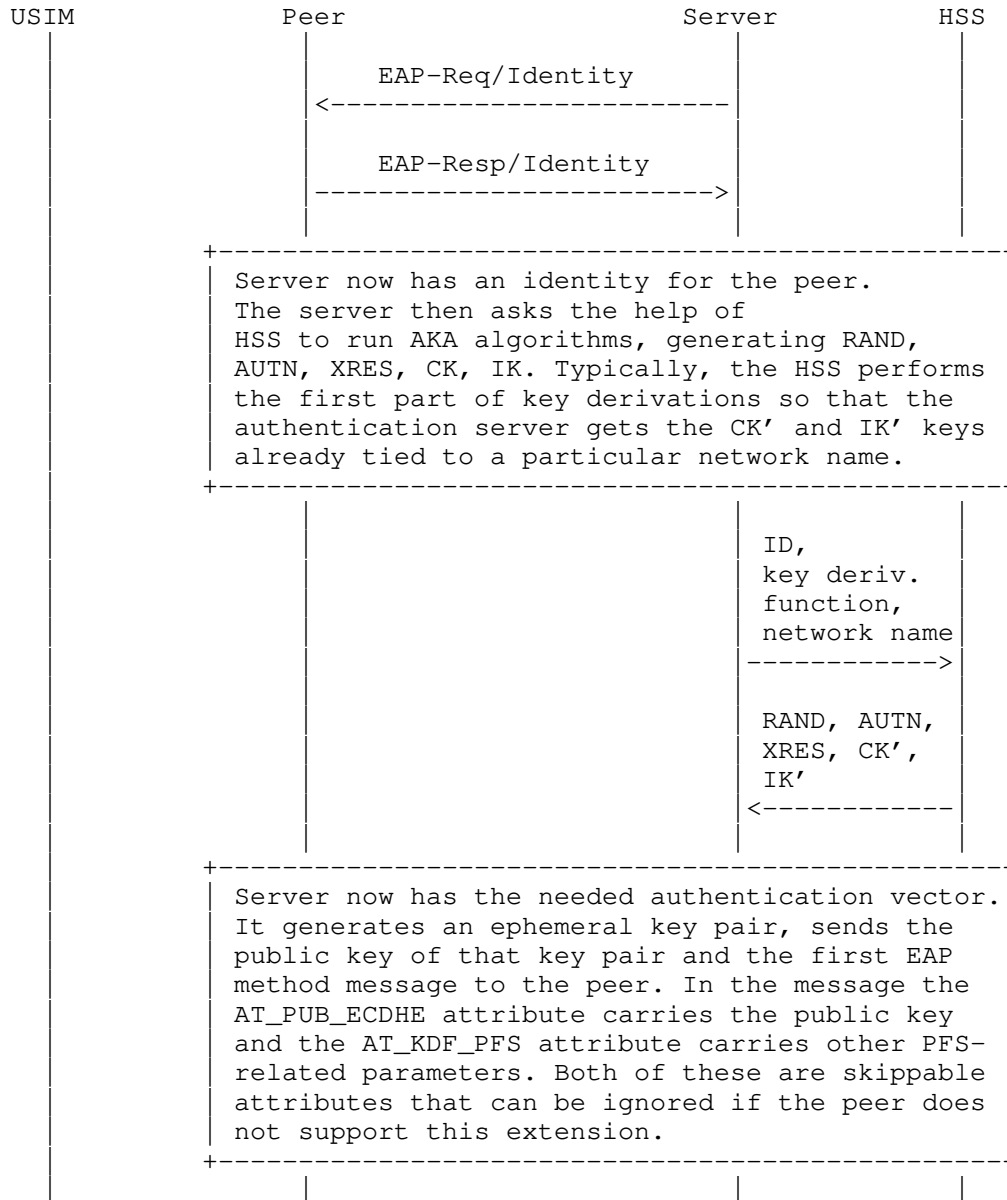 USIM Peer Server HSS
EAP-Req/Identity
EAP-Resp/Identity
Server now has an identity for the peer.
The server then asks the help of
HSS to run AKA algorithms, generating RAND,
AUTN, XRES, CK, IK. Typically, the HSS performs
the first part of key derivations so that the
authentication server gets the CK' and IK' keys
already tied to a particular network name.
ID,
key deriv.
function,
network name
RAND, AUTN,
XRES, CK',
IK'
Server now has the needed authentication vector.
It generates an ephemeral key pair, sends the
public key of that key pair and the first EAP
method message to the peer. In the message the
AT_PUB_ECDHE attribute carries the public key
and the AT_KDF_PFS attribute carries other PFS-
related parameters. Both of these are skippable
attributes that can be ignored if the peer does
not support this extension.